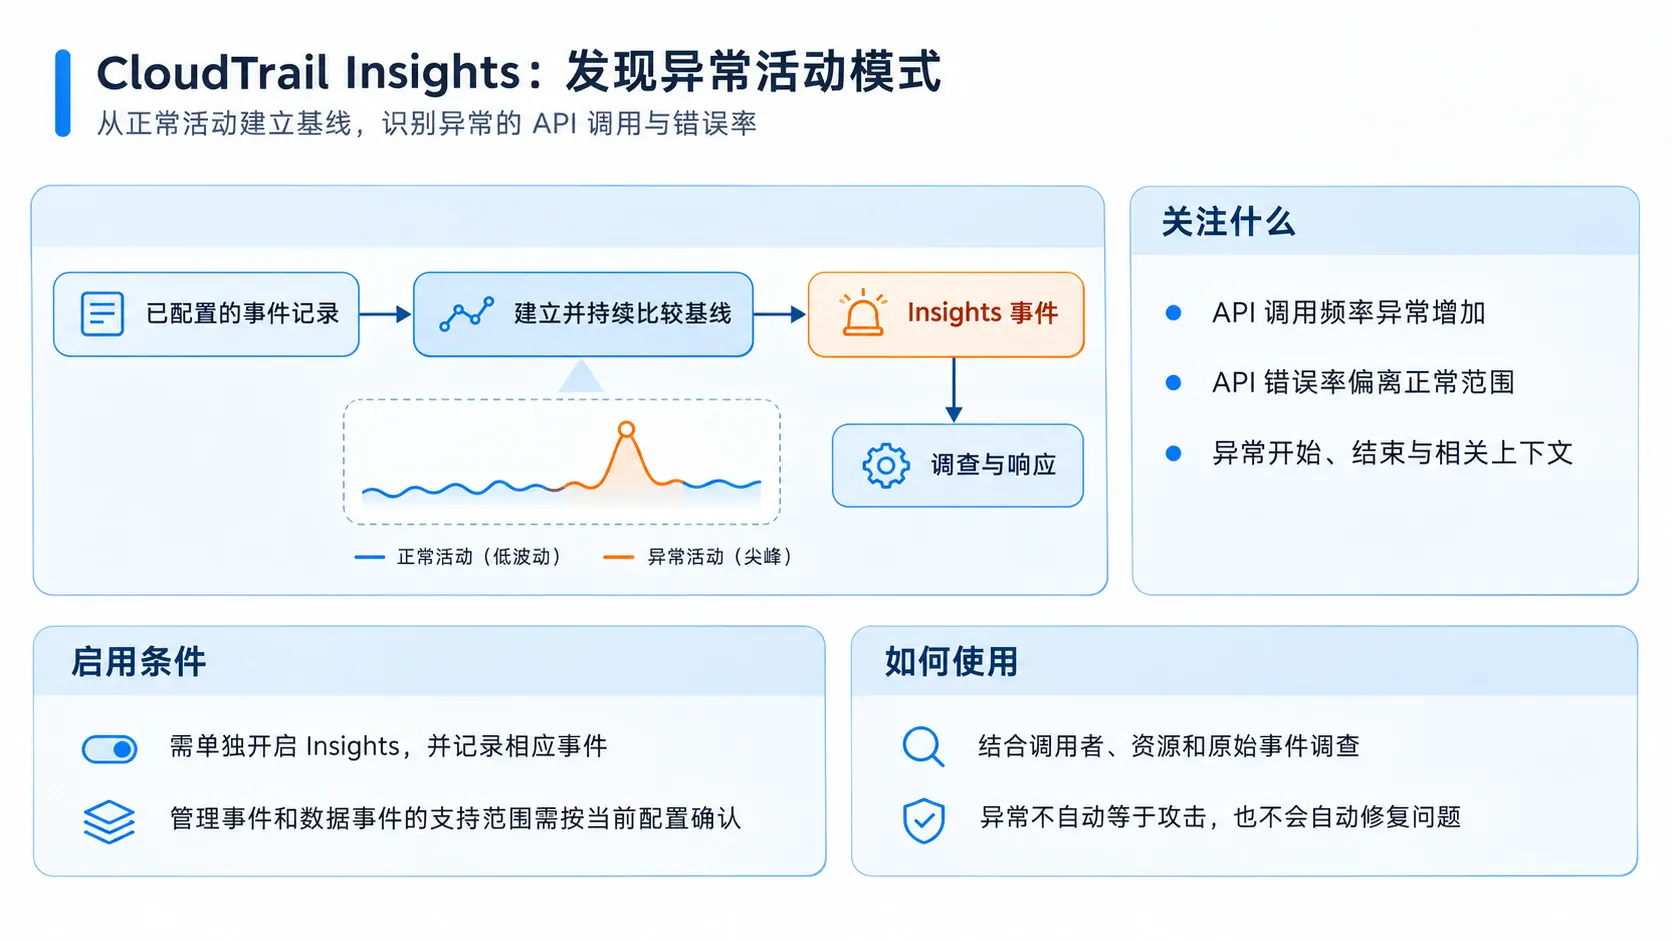 CloudTrail Insights：发现异常活动模式
从正常活动建立基线，识别异常的 API 调用与错误率
已配置的事件记录
建立并持续比较基线
Insights 事件
调查与响应
正常活动（低波动）
异常活动（尖峰）
关注什么
API 调用频率异常增加
API 错误率偏离正常范围
异常开始、结束与相关上下文
启用条件
需单独开启 Insights，并记录相应事件
管理事件和数据事件的支持范围需按当前配置确认
如何使用
结合调用者、资源和原始事件调查
异常不自动等于攻击，也不会自动修复问题